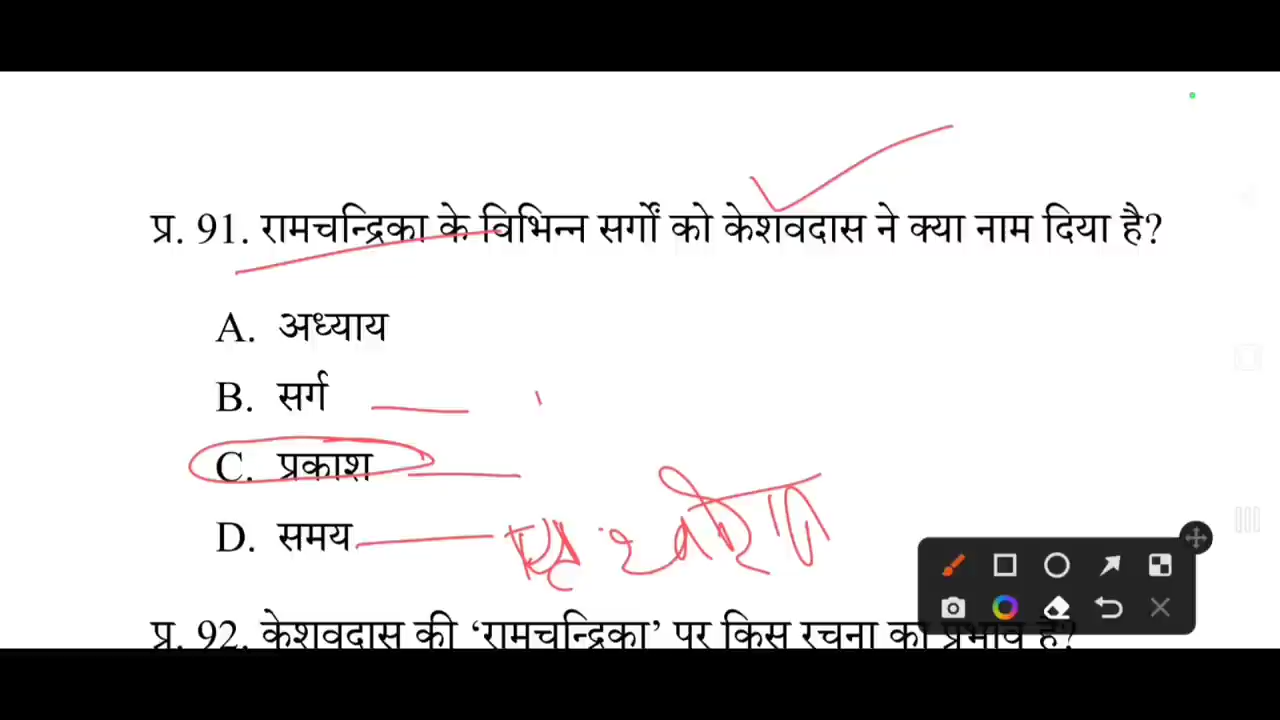 प्र. 91. रामचन्द्रिका के विभिन्न सर्गों को केशवदास ने क्या नाम दिया है?
A. अध्याय
B. सर्ग
C. प्रकाश
D. समय
प्र. 92. केशवदास की ‘रामचन्द्रिका’ पर किस रचना का प्रभाव है?